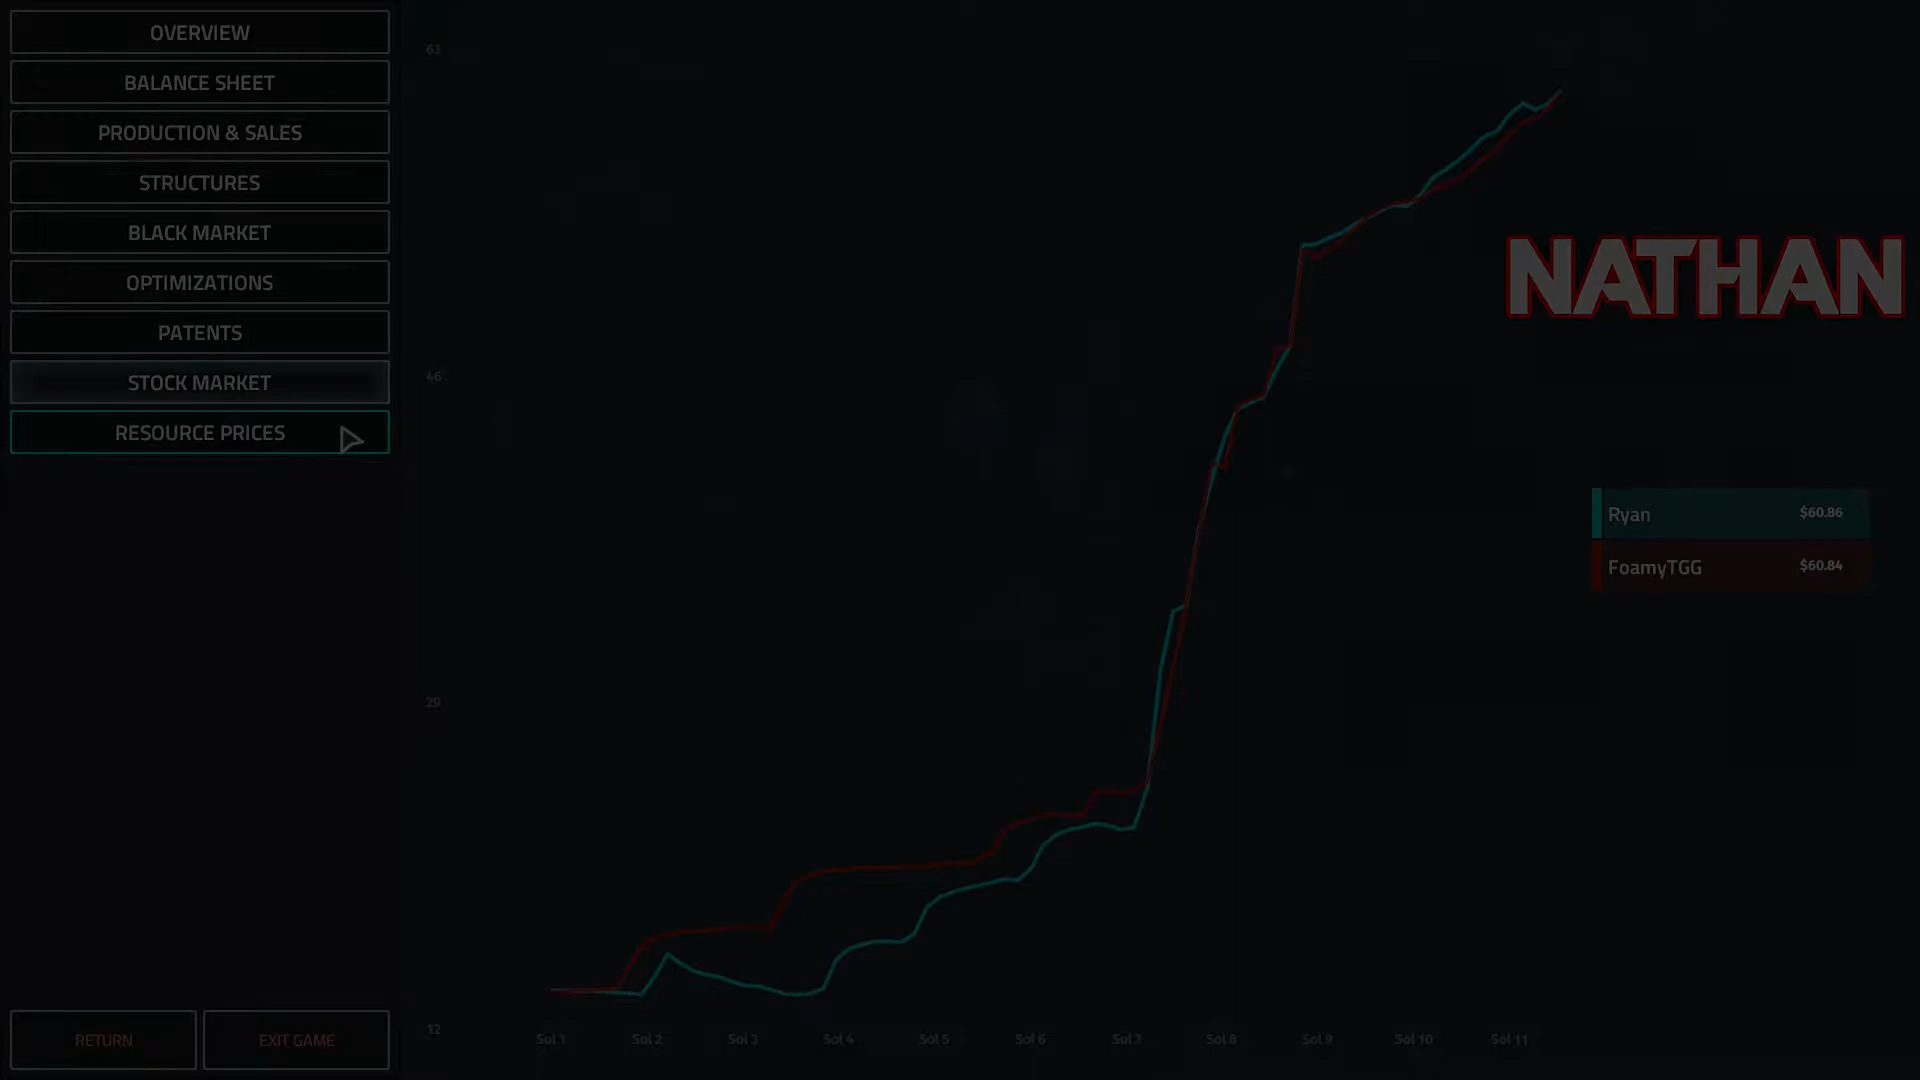 OVERVIEW
BALANCE SHEET
PRODUCTION & SALES
STRUCTURES
BLACK MARKET
OPTIMIZATIONS
PATENTS
STOCK MARKET
RESOURCE PRICES
RETURN
EXIT GAME
63
46
29
12
Sol 1
Sol 2
Sol 3
Sol 4
Sol 5
Sol 6
Sol 7
Sol 8
Sol 9
Sol 10
Sol 11
NATHAN
Ryan $60.86
FoamyTGG $60.84